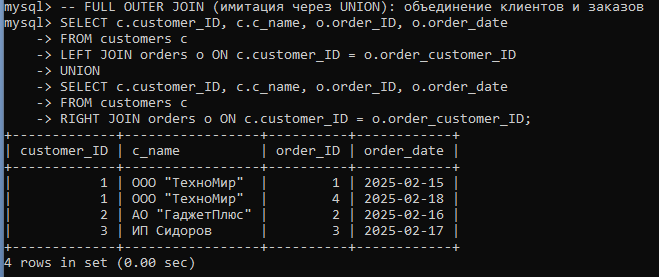 mysql> -- FULL OUTER JOIN (имитация через UNION): объединение клиентов и заказов
mysql> SELECT c.customer_ID, c.c_name, o.order_ID, o.order_date
    -> FROM customers c
    -> LEFT JOIN orders o ON c.customer_ID = o.order_customer_ID
    -> UNION
    -> SELECT c.customer_ID, c.c_name, o.order_ID, o.order_date
    -> FROM customers c
    -> RIGHT JOIN orders o ON c.customer_ID = o.order_customer_ID;
+-------------+------------------+----------+------------+
| customer_ID | c_name           | order_ID | order_date |
+-------------+------------------+----------+------------+
|           1 | ООО "ТехноМир"   |        1 | 2025-02-15 |
|           1 | ООО "ТехноМир"   |        4 | 2025-02-18 |
|           2 | АО "ГаджетПлюс"  |        2 | 2025-02-16 |
|           3 | ИП Сидоров       |        3 | 2025-02-17 |
+-------------+------------------+----------+------------+
4 rows in set (0.00 sec)